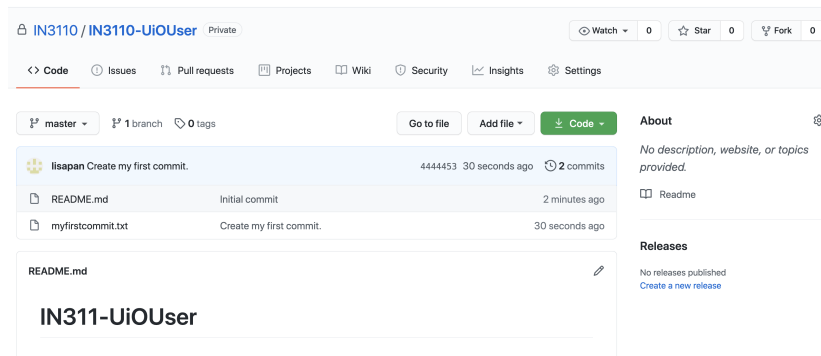 IN3110 / IN3110-UiOUser Private
Watch 0 Star 0 Fork 0
<> Code Issues Pull requests Projects Wiki Security Insights Settings
master 1 branch 0 tags Go to file Add file Code
lisapan Create my first commit. 4444453 30 seconds ago 2 commits
README.md Initial commit 2 minutes ago
myfirstcommit.txt Create my first commit. 30 seconds ago
README.md
IN311-UiOUser
About
No description, website, or topics
provided.
Readme
Releases
No releases published
Create a new release